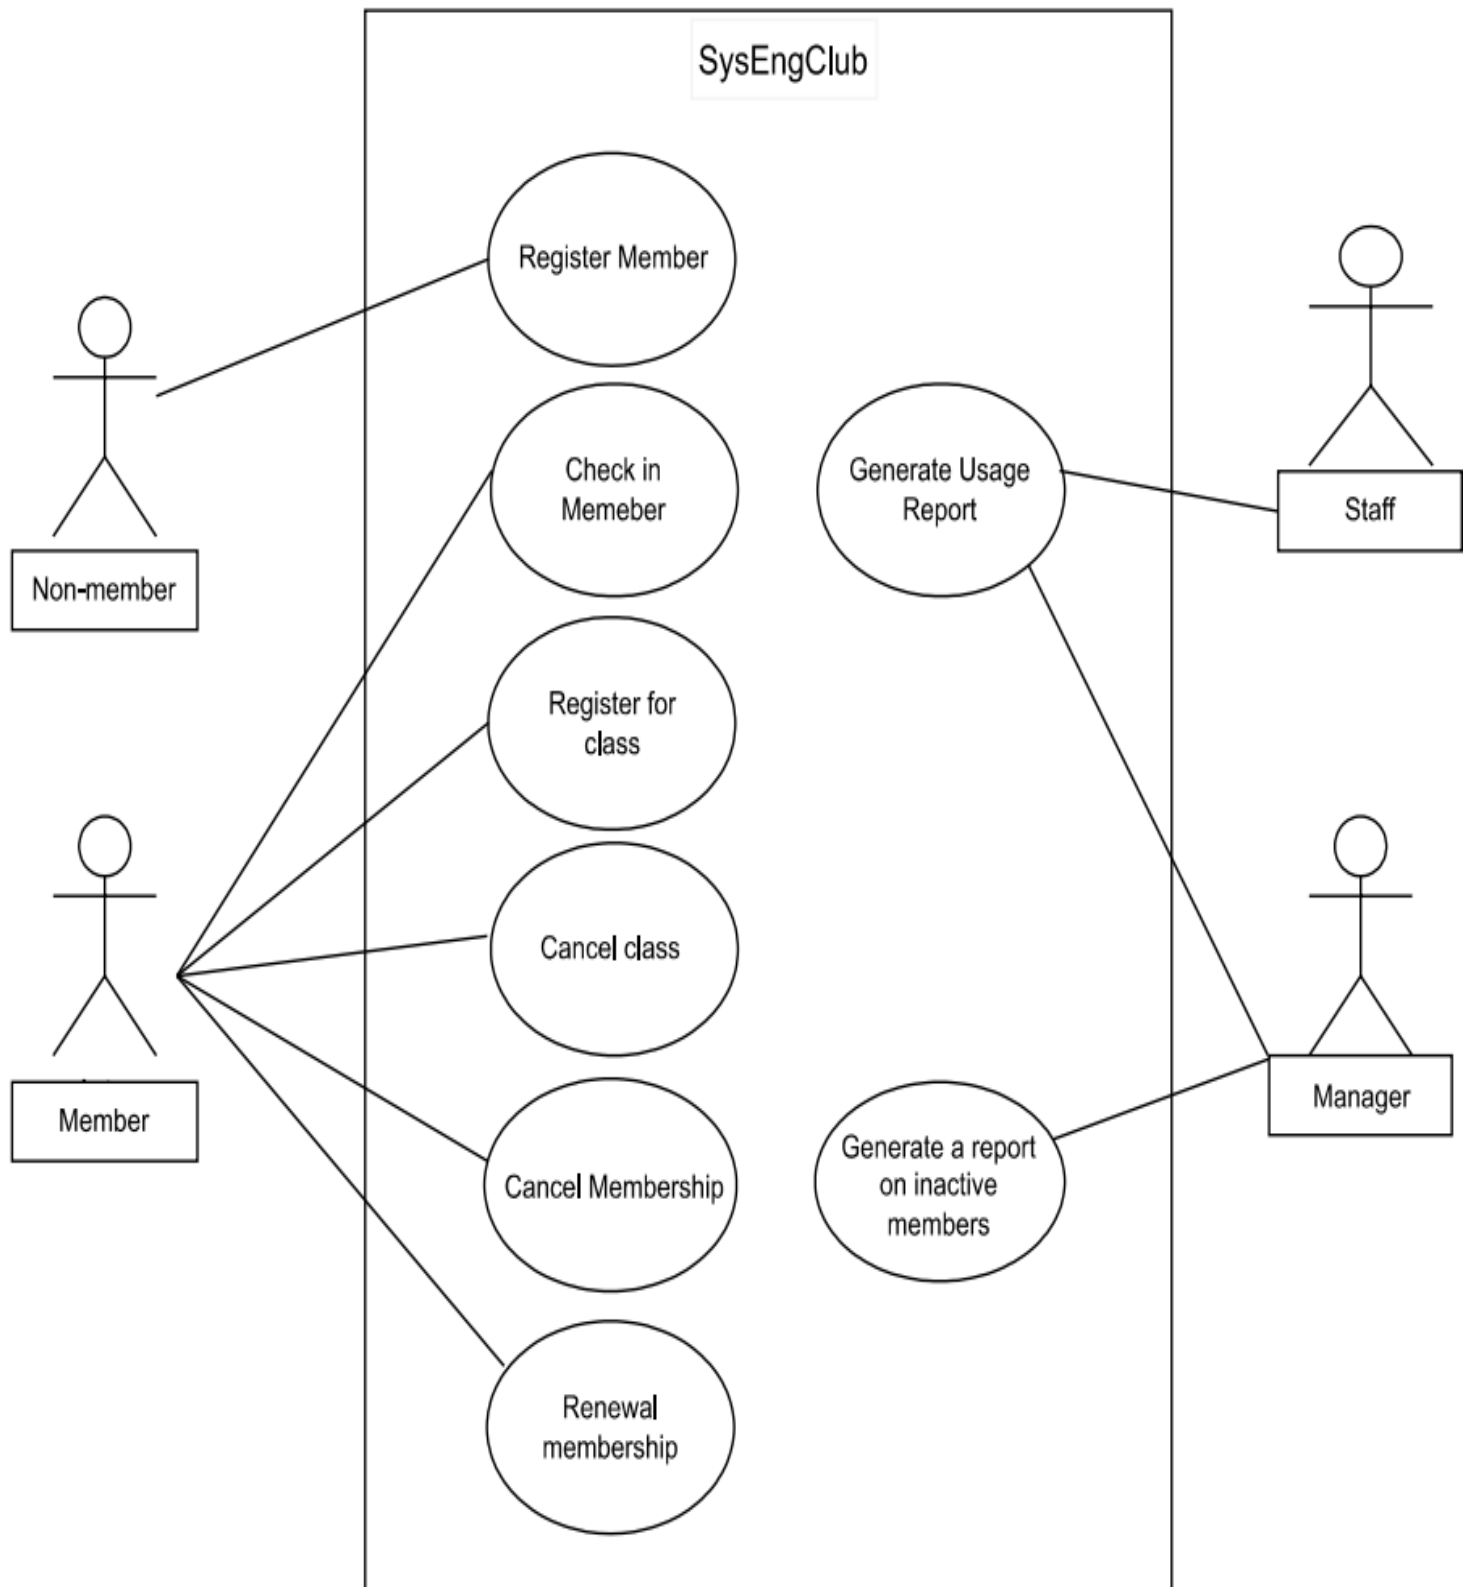 SysEngClub
Register Member
Check in
Memeber
Generate Usage
Report
Staff
Non-member
Register for
class
Cancel class
Member
Cancel Membership
Generate a report
on inactive
members
Manager
Renewal
membership